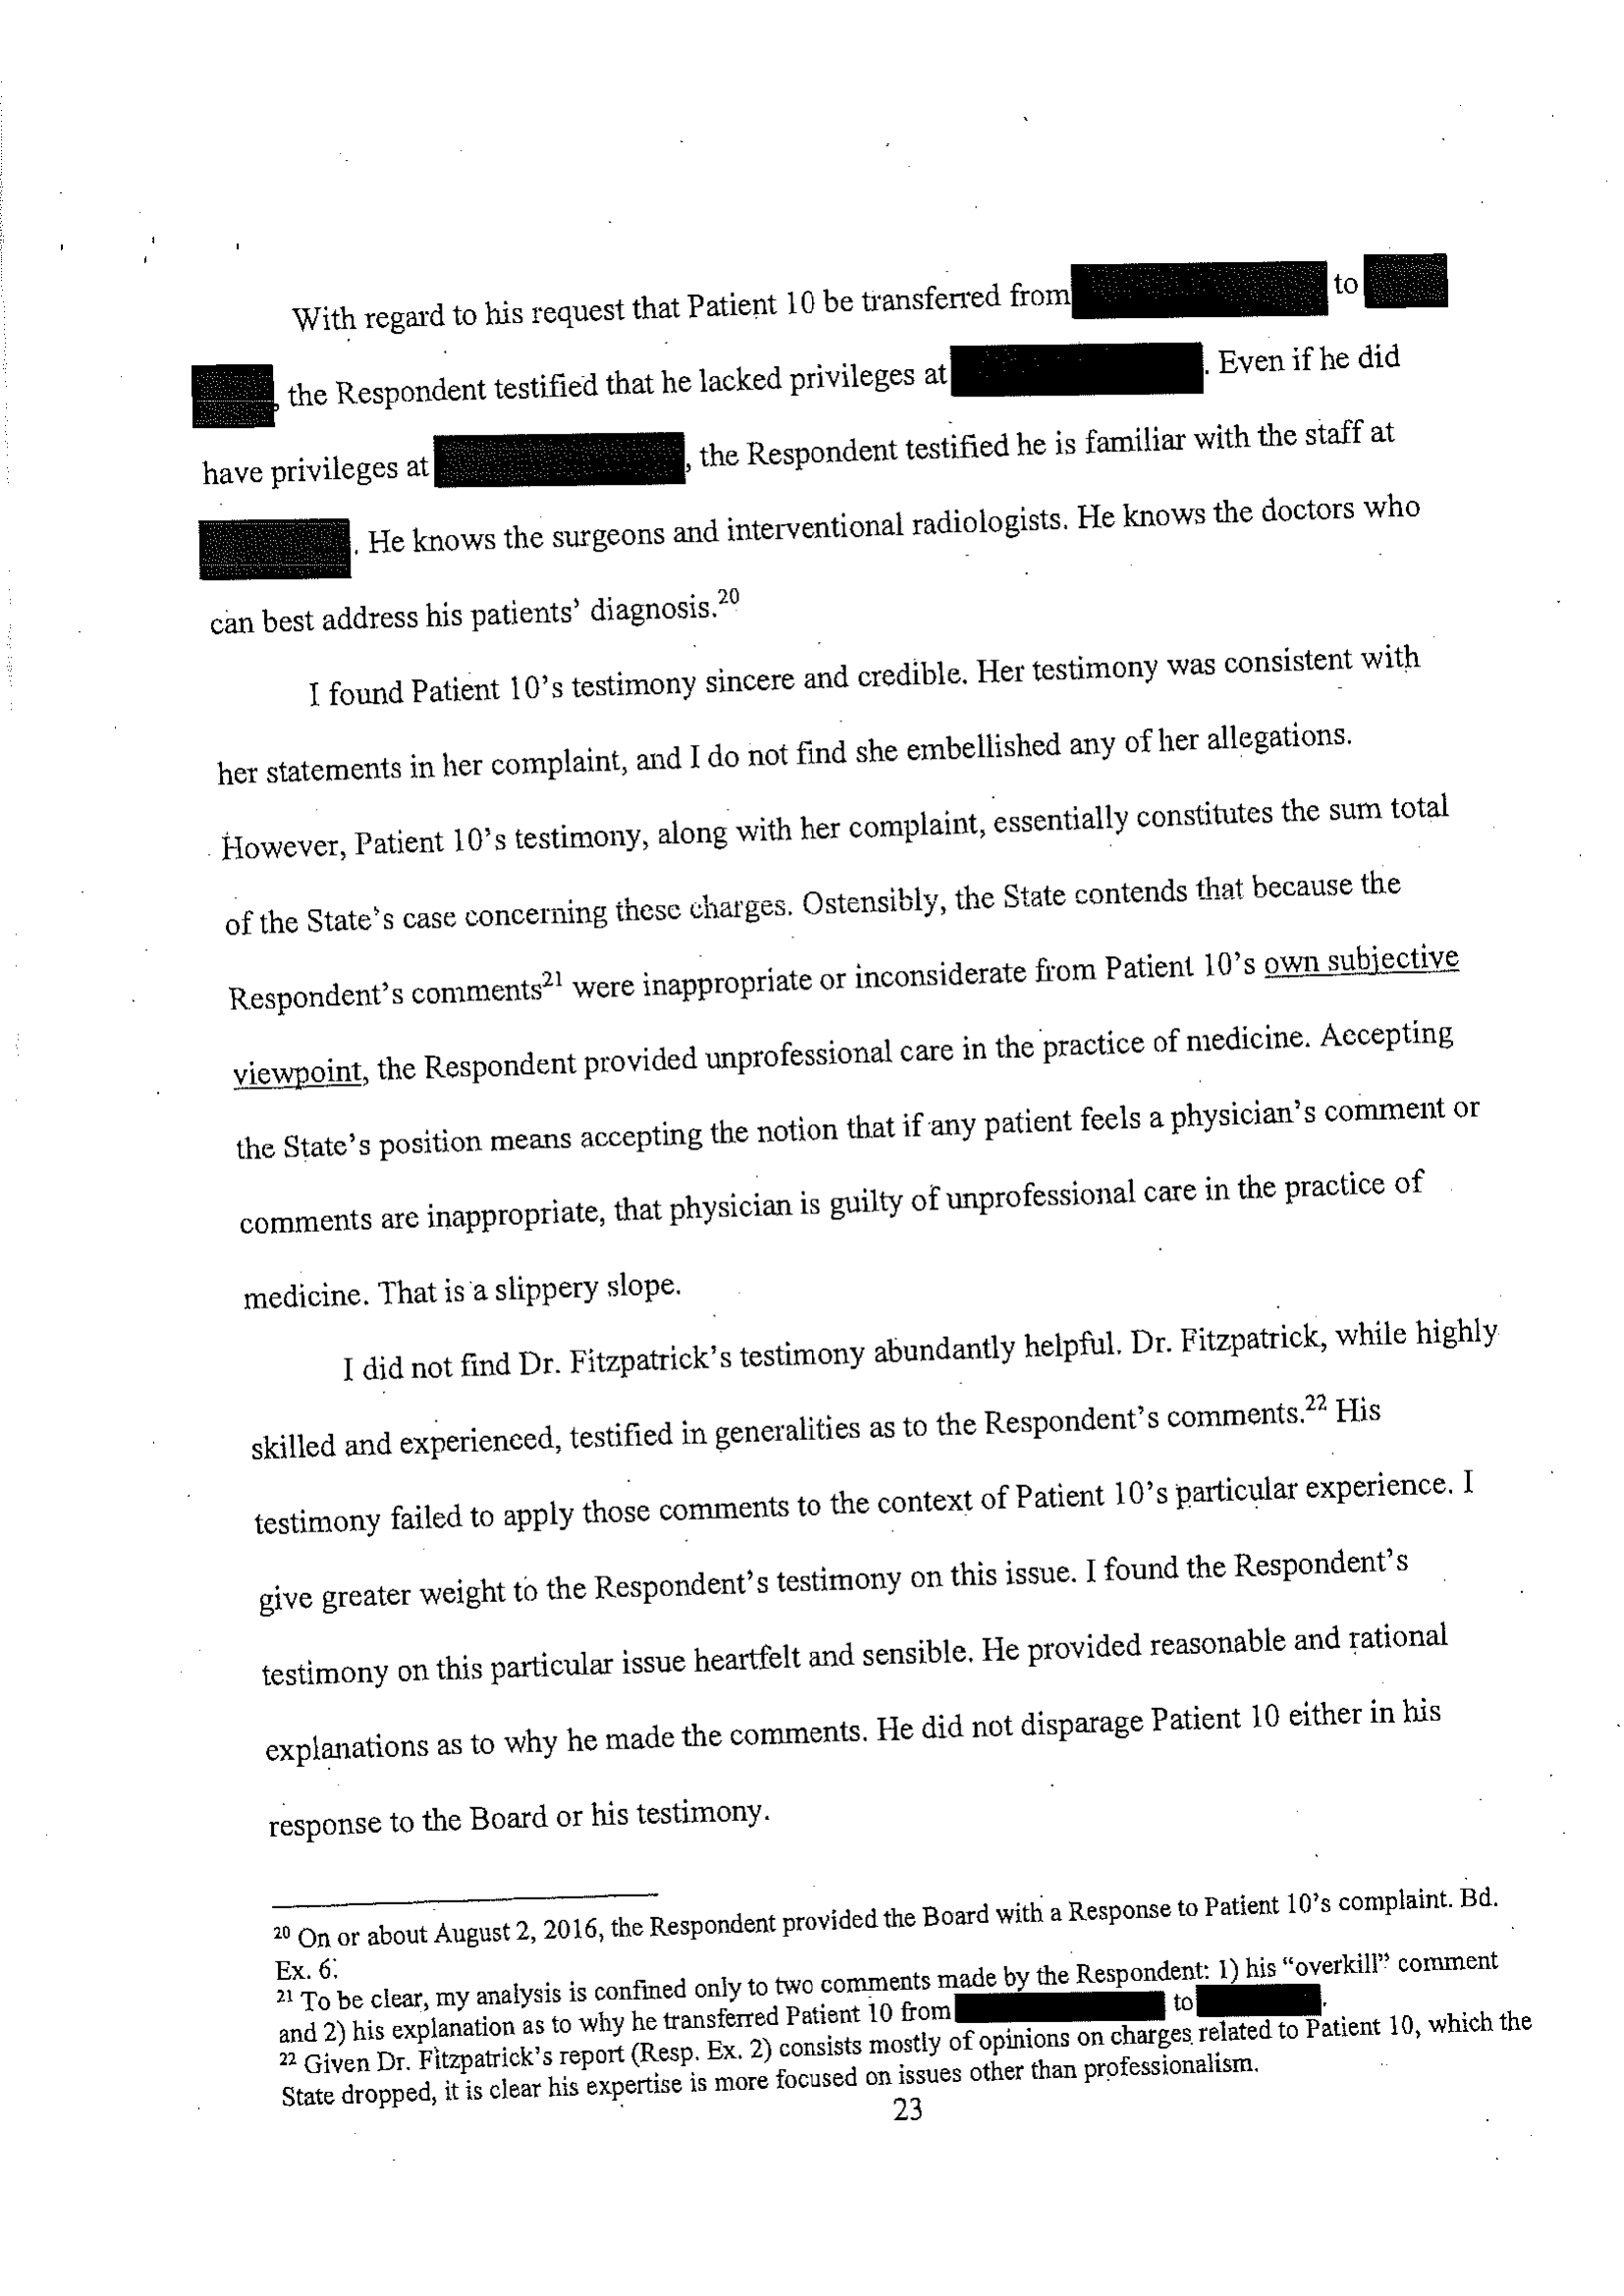 With regard to his request that Patient 10 be transferred from to
, the Respondent testified that he lacked privileges at . Even if he did
have privileges at , the Respondent testified he is familiar with the staff at
. He knows the surgeons and interventional radiologists. He knows the doctors who
can best address his patients' diagnosis.20
I found Patient 10's testimony sincere and credible. Her testimony was consistent with
her statements in her complaint, and I do not find she embellished any of her allegations.
However, Patient 10's testimony, along with her complaint, essentially constitutes the sum total
of the State's case concerning these charges. Ostensibly, the State contends that because the
Respondent's comments21 were inappropriate or inconsiderate from Patient 10's own subjective
viewpoint, the Respondent provided unprofessional care in the practice of medicine. Accepting
the State's position means accepting the notion that if any patient feels a physician's comment or
comments are inappropriate, that physician is guilty of unprofessional care in the practice of
medicine. That is a slippery slope.
I did not find Dr. Fitzpatrick's testimony abundantly helpful. Dr. Fitzpatrick, while highly
skilled and experienced, testified in generalities as to the Respondent's comments.22 His
testimony failed to apply those comments to the context of Patient 10's particular experience. I
give greater weight to the Respondent's testimony on this issue. I found the Respondent's
testimony on this particular issue heartfelt and sensible. He provided reasonable and rational
explanations as to why he made the comments. He did not disparage Patient 10 either in his
response to the Board or his testimony.
20 On or about August 2, 2016, the Respondent provided the Board with a Response to Patient 10's complaint. Bd.
Ex. 6.
21 To be clear, my analysis is confined only to two comments made by the Respondent: 1) his "overkill" comment
and 2) his explanation as to why he transferred Patient 10 from to .
22 Given Dr. Fitzpatrick's report (Resp. Ex. 2) consists mostly of opinions on charges related to Patient 10, which the
State dropped, it is clear his expertise is more focused on issues other than professionalism.
23